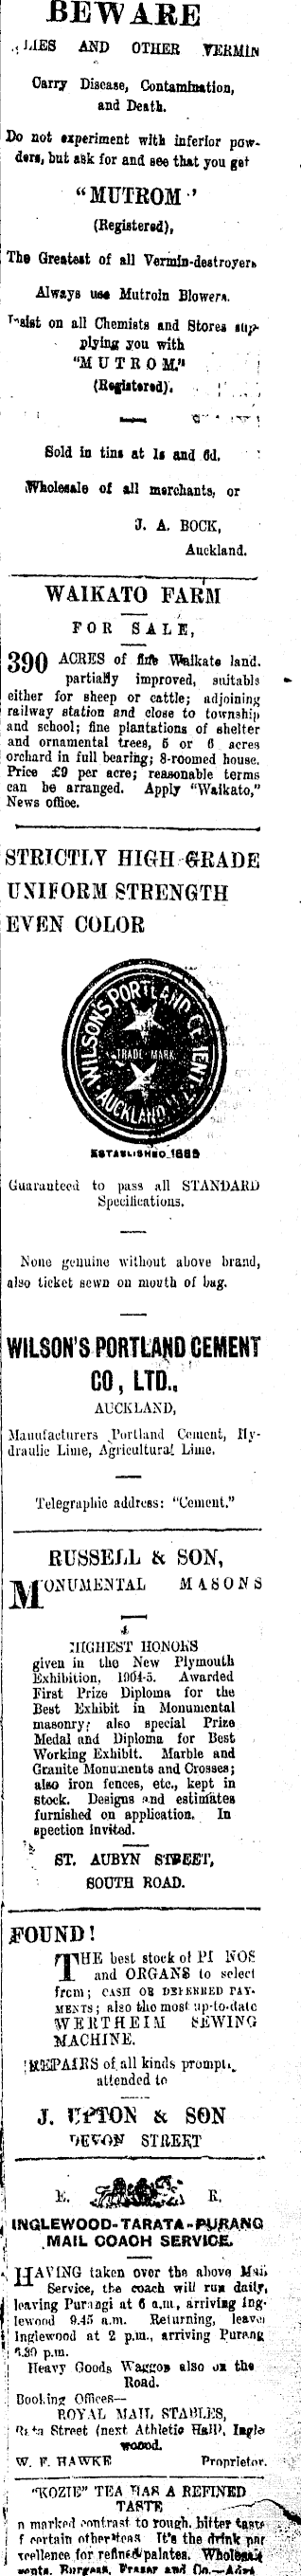 BEWARE
AND OTHER VERMIN
Carry Disease, Contamination,
and Death.
Do not experiment with inferior pow-
ders, but ask for and see that you get
"MUTROM"
(Registered),
The Greatest of all Vermin-destroyers
Always use Mutrom Blowers.
on all Chemists and Stores sup-
plying you with
"MUTROM"
(Registered).
Sold in tins at 1s and 6d.
Wholesale of all merchants, or
J. A. BOCK,
Auckland.
WAIKATO FARM
FOR SALE,
390 ACRES of fine Waikato land.
partially improved, suitable
either for sheep or cattle; adjoining
railway station and close to township
and school; fine plantations of shelter
and ornamental trees, 5 or 6 acres
orchard in full bearing; 8-roomed house.
Price £9 per acre; reasonable terms
can be arranged. Apply "Waikato,"
News office.
STRICTLY HIGH-GRADE
UNIFORM STRENGTH
EVEN COLOR
WILSON'S PORTLAND CEMENT
TRADE MARK
AUCKLAND N.Z.
ESTABLISHED 1885
Guaranteed to pass all STANDARD
Specifications.
None genuine without above brand,
also ticket sewn on mouth of bag.
WILSON'S PORTLAND CEMENT
CO, LTD.,
AUCKLAND,
Manufacturers Portland Cement, Hy-
draulic Lime, Agricultural Lime.
Telegraphic address: "Cement."
RUSSELL & SON,
MONUMENTAL MASONS
HIGHEST HONORS
given in the New Plymouth
Exhibition, 1904-5. Awarded
First Prize Diploma for the
Best Exhibit in Monumental
masonry; also special Prize
Medal and Diploma for Best
Working Exhibit. Marble and
Granite Monuments and Crosses;
also iron fences, etc., kept in
stock. Designs and estimates
furnished on application. In
spection invited.
ST. AUBYN STREET,
SOUTH ROAD.
FOUND!
THE best stock of PIANOS
and ORGANS to select
from; CASH OR DEFERRED PAY-
MENTS; also the most up-to-date
WERTHEIM SEWING
MACHINE.
REPAIRS of all kinds promptly
attended to
J. UPTON & SON
DEVON STREET
E. R.
INGLEWOOD-TARATA-PURANG
MAIL COACH SERVICE.
HAVING taken over the above Mail
Service, the coach will run daily,
leaving Purangi at 6 a.m., arriving Ing-
lewood 9.45 a.m. Returning, leave
Inglewood at 2 p.m., arriving Purang
p.m.
Heavy Goods Waggon also on the
Road.
Booking Offices—
ROYAL MAIL STABLES,
Rata Street (next Athletic Hall), Ingle
wood.
W. F. HAWKE Proprietor.
"KOZIE" TEA HAS A REFINED
TASTE
n marked contrast to rough, bitter taste
f certain other teas It's the drink par
xcellence for refined palates. Wholesale
gents, Burgess, Fraser and Co.—Advt